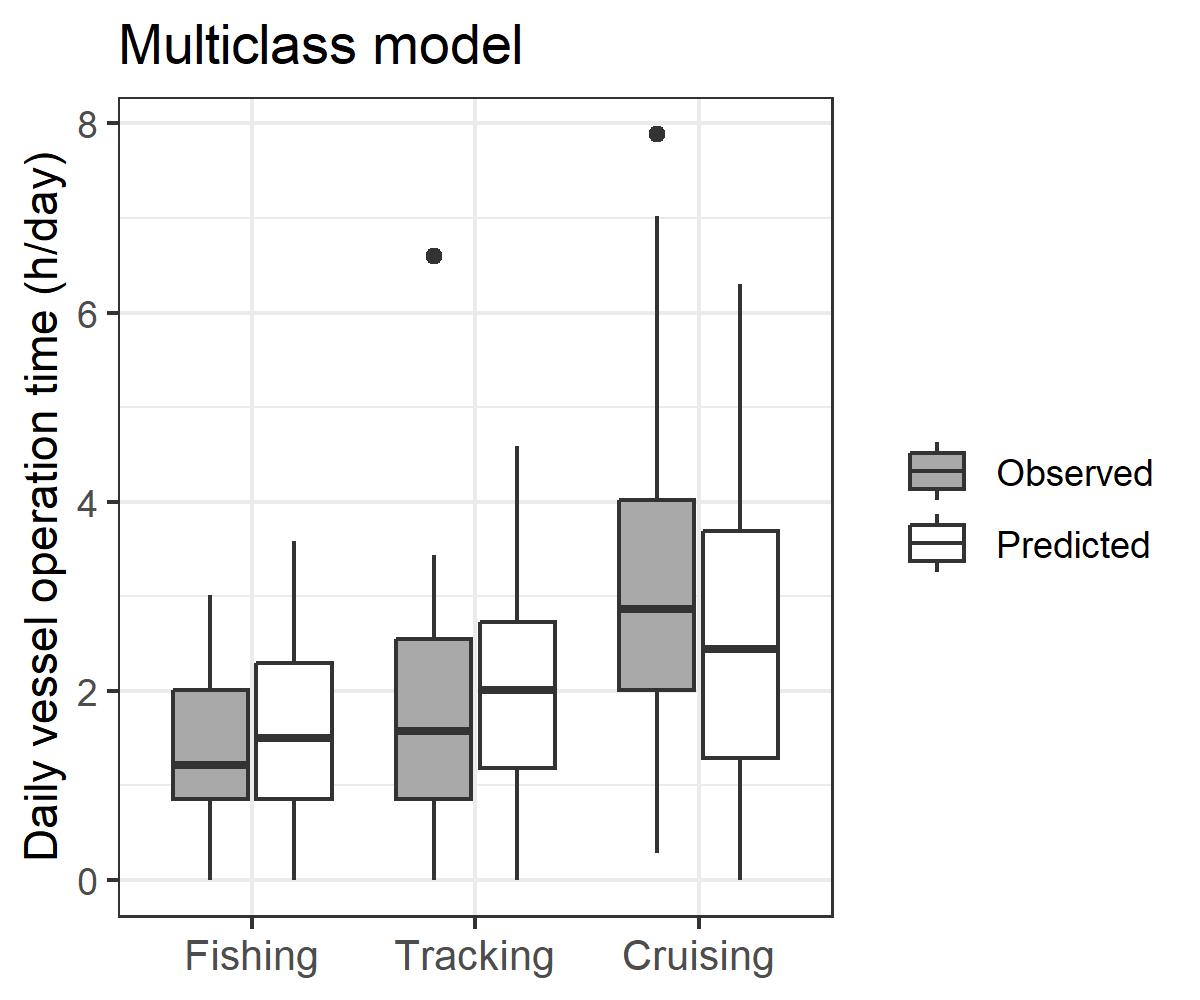 Multiclass model
Daily vessel operation time (h/day)
8
6
4
2
0
Fishing
Tracking
Cruising
Observed
Predicted